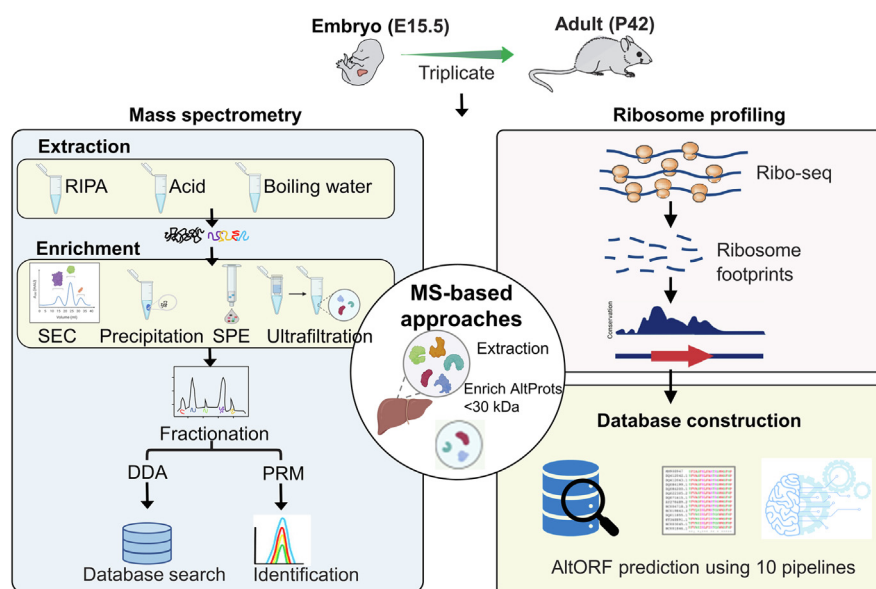 Embryo (E15.5)
Adult (P42)
Triplicate
Mass spectrometry
Extraction
RIPA
Acid
Boiling water
Enrichment
SEC
Precipitation
SPE
Ultrafiltration
Fractionation
DDA
PRM
Database search
Identification
MS-based
approaches
Extraction
Enrich AltProts
<30 kDa
Ribosome profiling
Ribo-seq
Ribosome
footprints
Conservation
Database construction
AltORF prediction using 10 pipelines